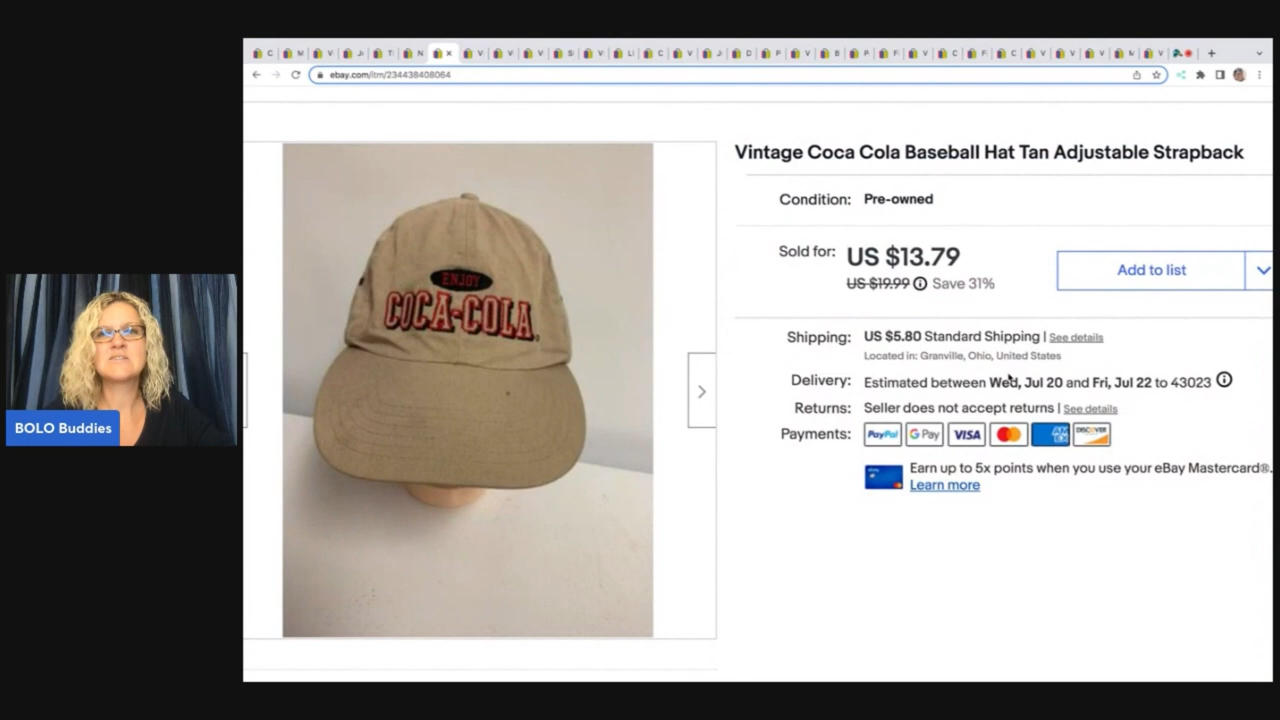 ebay.com/itm/234438408064
Vintage Coca Cola Baseball Hat Tan Adjustable Strapback
Condition: Pre-owned
Sold for: US $13.79
US $19.99 Save 31%
Add to list
ENJOY
COCA-COLA
Shipping: US $5.80 Standard Shipping | See details
Located in: Granville, Ohio, United States
Delivery: Estimated between Wed, Jul 20 and Fri, Jul 22 to 43023
Returns: Seller does not accept returns | See details
Payments: PayPal G Pay VISA AM EX DISCOVER
BOLO Buddies
Earn up to 5x points when you use your eBay Mastercard®.
Learn more